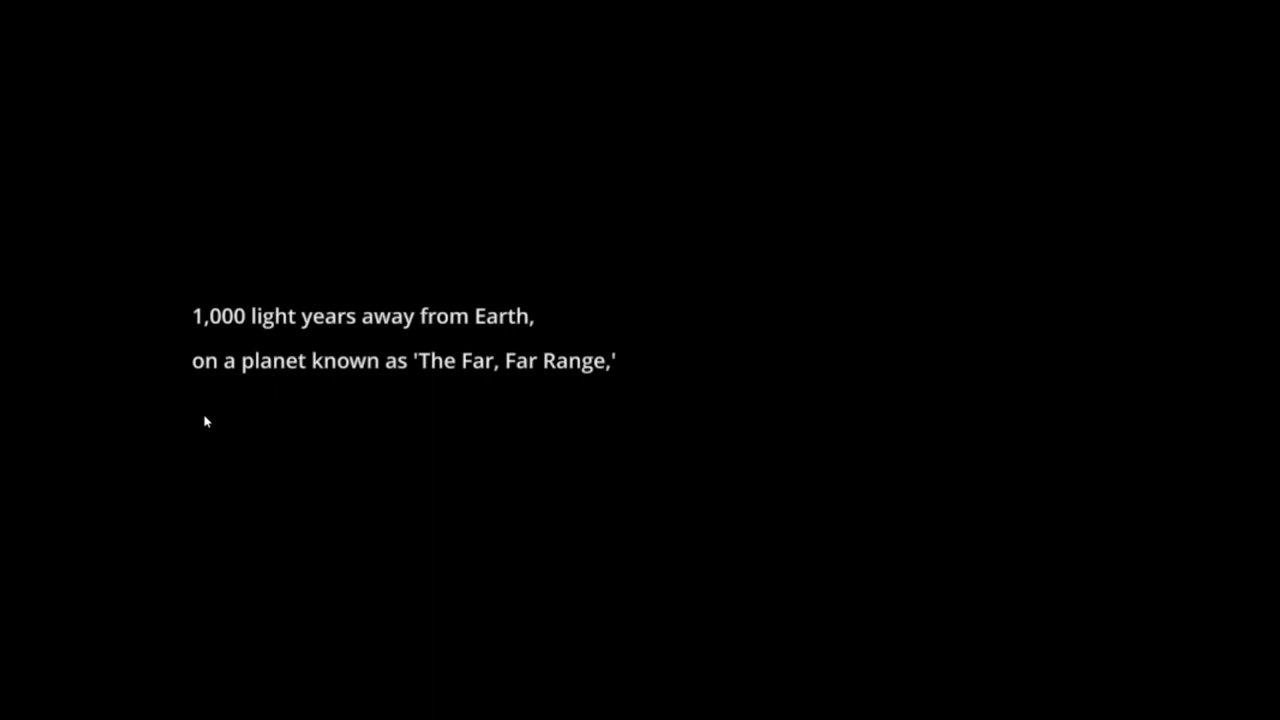 1,000 light years away from Earth,
on a planet known as 'The Far, Far Range,'